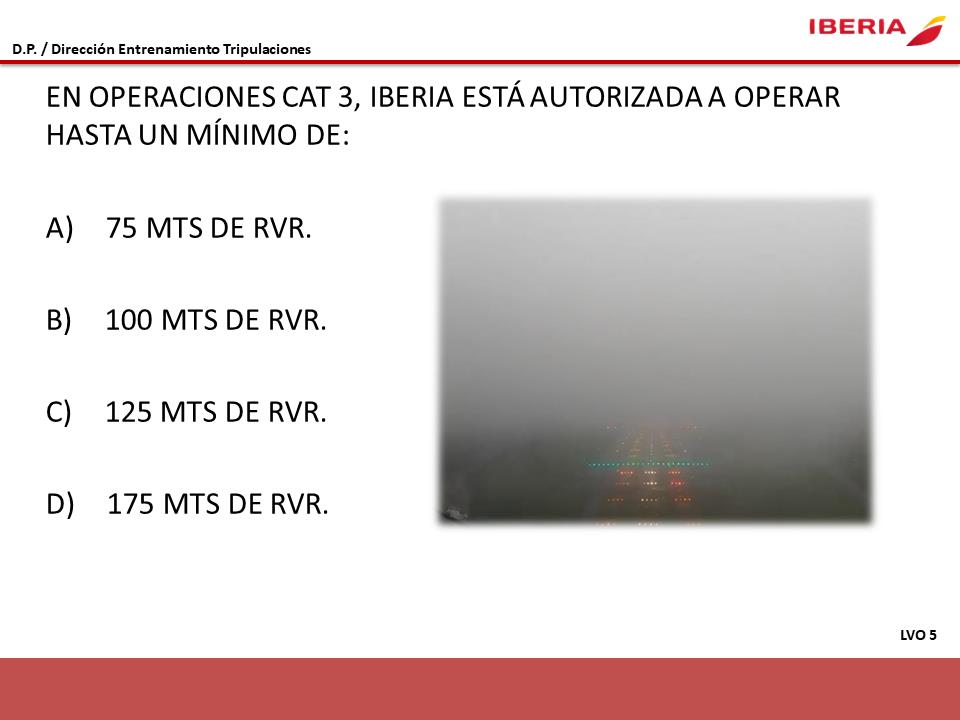 D.P. / Dirección Entrenamiento Tripulaciones
IBERIA
EN OPERACIONES CAT 3, IBERIA ESTÁ AUTORIZADA A OPERAR
HASTA UN MÍNIMO DE:
A) 75 MTS DE RVR.
B) 100 MTS DE RVR.
C) 125 MTS DE RVR.
D) 175 MTS DE RVR.
LVO 5